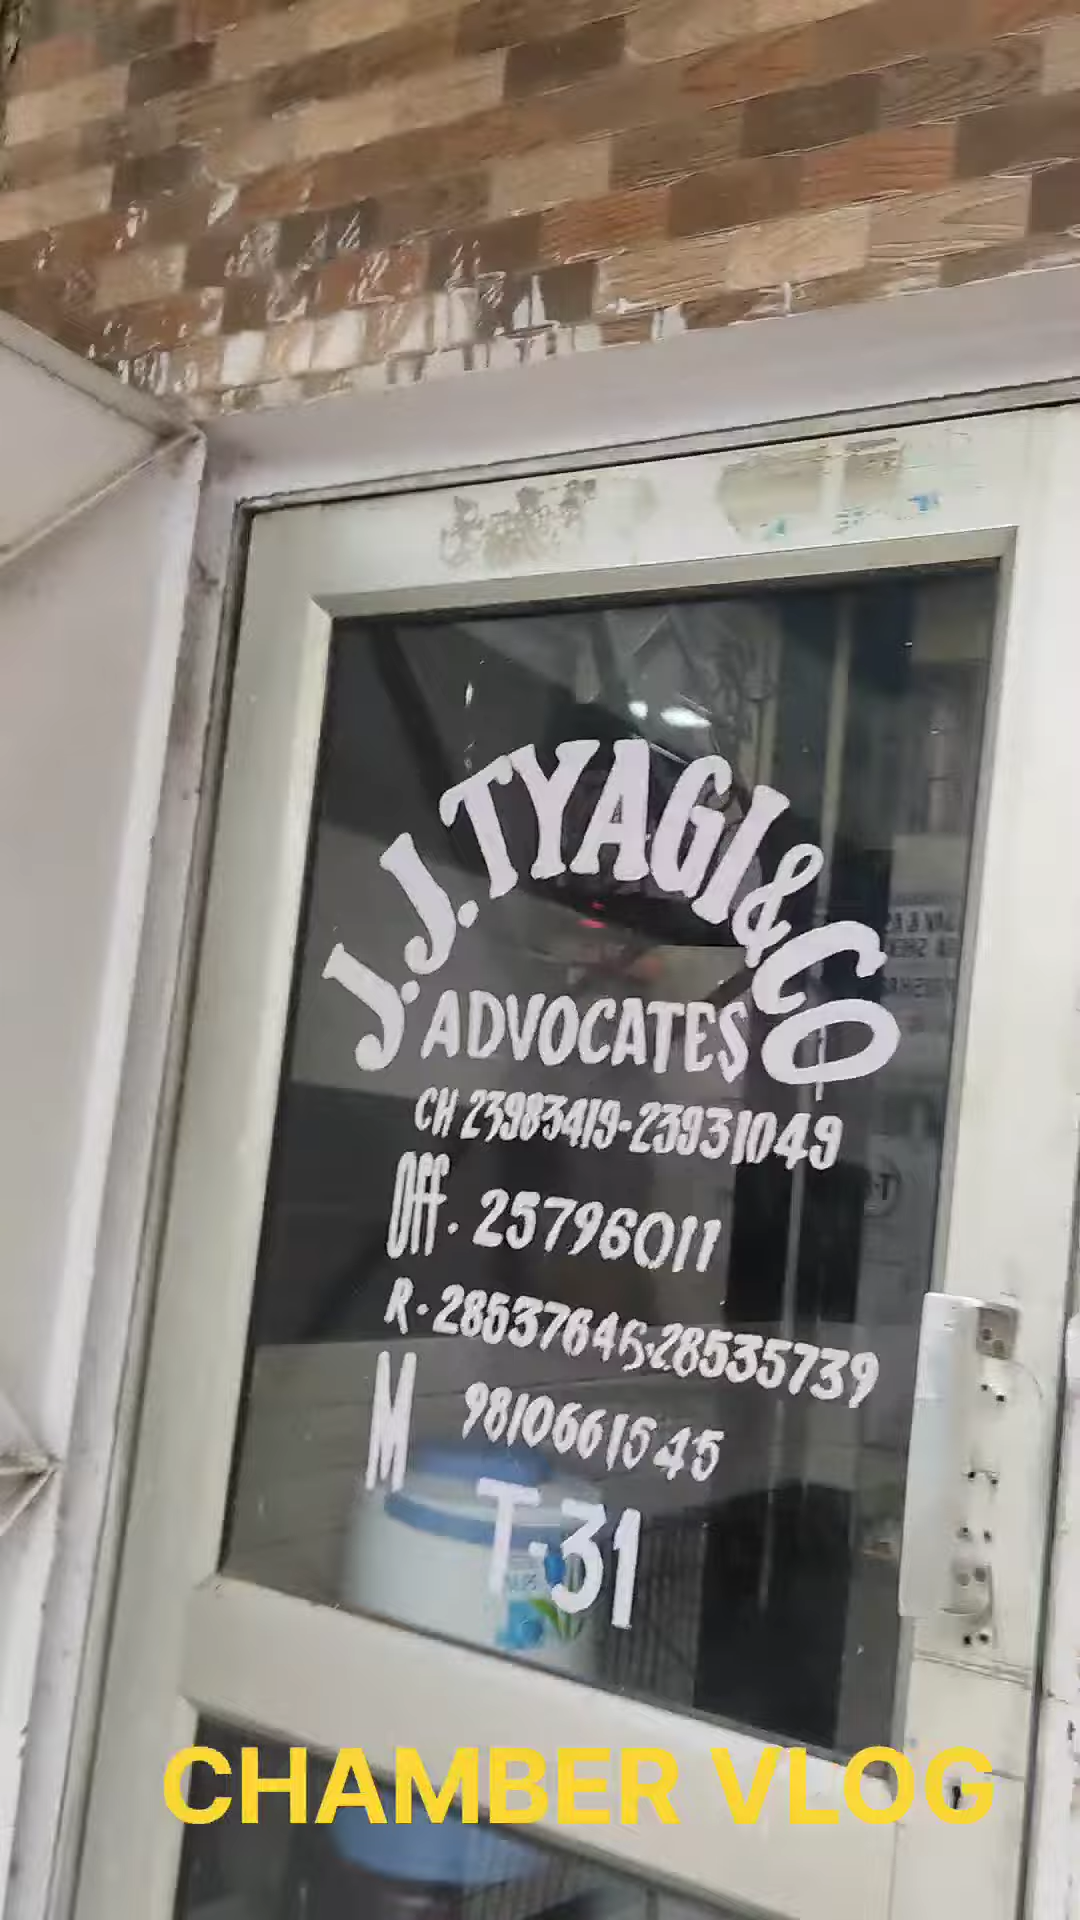 J.J. TYAGI & CO
ADVOCATES
CH 23983419-23931049
Off. 25796011
R. 28537646, 28535739
M 9810661545
T-31
CHAMBER VLOG